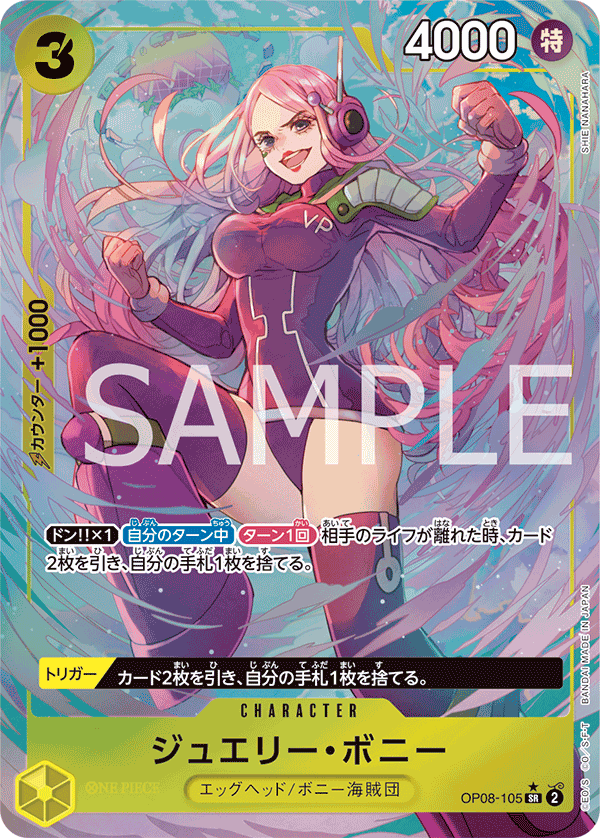 3
4000
特
SHIE NANAHARA
VP
カウンター +1000
SAMPLE
ドン!!×1 自分のターン中 ターン1回 相手のライフが離れた時、カード
2枚を引き、自分の手札1枚を捨てる。
トリガー カード2枚を引き、自分の手札1枚を捨てる。
CHARACTER
ジュエリー・ボニー
エッグヘッド/ボニー海賊団
ONE PIECE
OP08-105 ★ SR 2
©E.O/S. ©O/S･F･T BANDAI MADE IN JAPAN